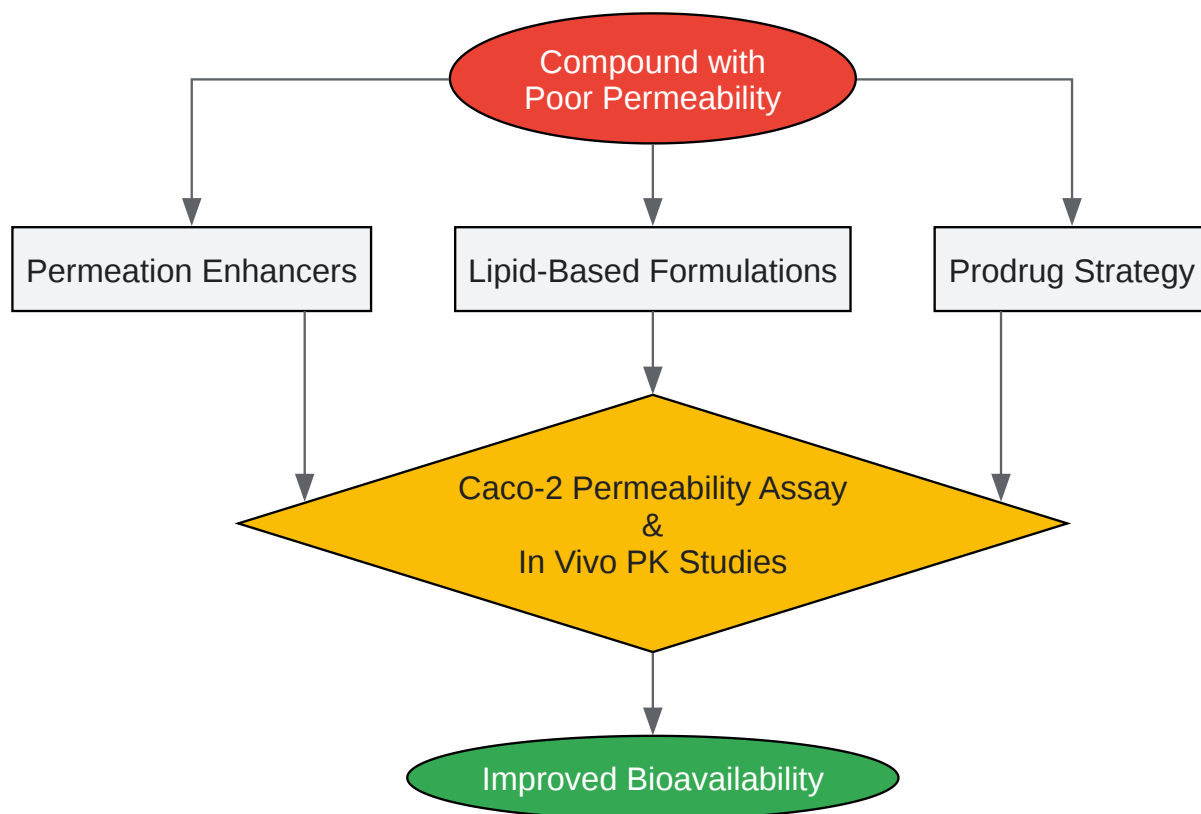 Compound with
Poor Permeability
Permeation Enhancers
Lipid-Based Formulations
Prodrug Strategy
Caco-2 Permeability Assay
&
In Vivo PK Studies
Improved Bioavailability